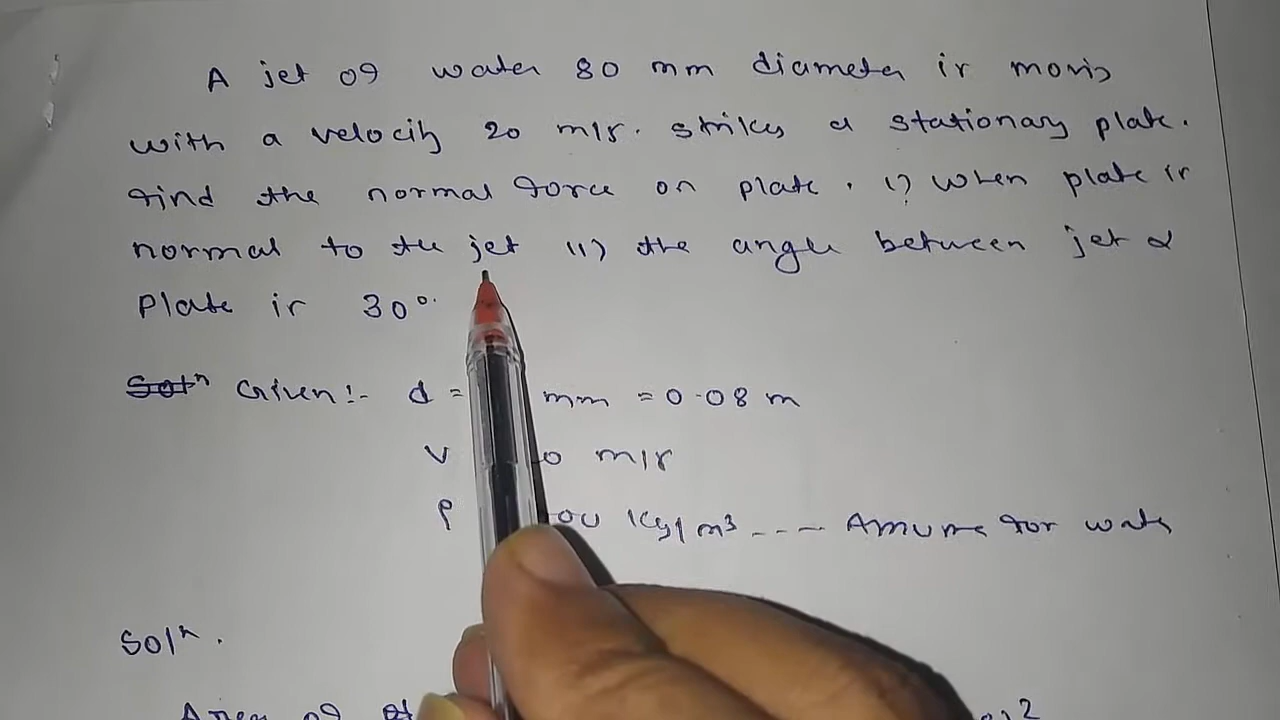 A jet of water 80 mm diameter is moving
with a velocity 20 m/s. strikes a stationary plate.
find the normal force on plate. i) When plate is
normal to the jet ii) the angle between jet &
Plate is 30°.
Soln Given:- d = mm = 0.08 m
V m/s
ρ Kg/m³ ---- Assume for water
Soln.
Area of